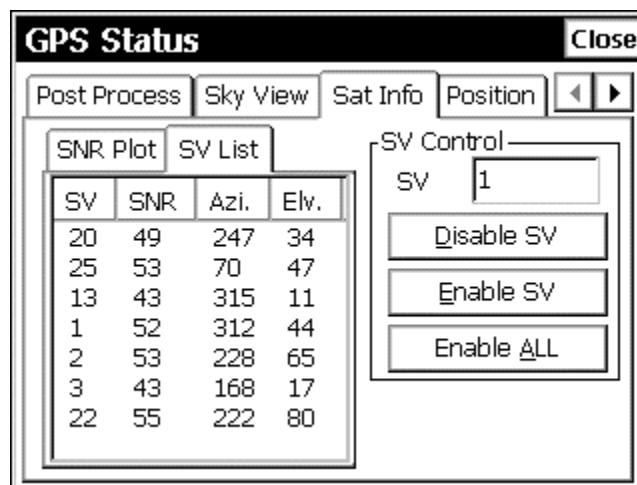 GPS Status Close
Post Process Sky View Sat Info Position
SNR Plot SV List
SV SNR Azi. Elv.
20 49 247 34
25 53 70 47
13 43 315 11
1 52 312 44
2 53 228 65
3 43 168 17
22 55 222 80
SV Control
SV 1
Disable SV
Enable SV
Enable ALL